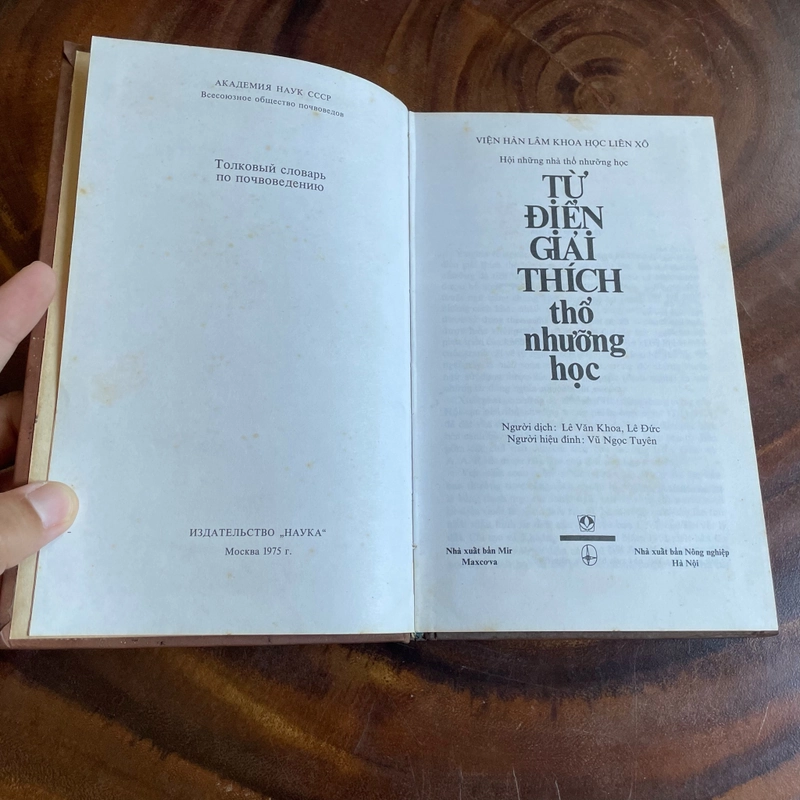 АКАДЕМИЯ НАУК СССР
Всесоюзное общество почвоведов
Толковый словарь
по почвоведению
ИЗДАТЕЛЬСТВО „НАУКА“
Москва 1975 г.
VIỆN HÀN LÂM KHOA HỌC LIÊN XÔ
Hội những nhà thổ nhưỡng học
TỪ
ĐIỂN
GIẢI
THÍCH
thổ
nhưỡng
học
Người dịch: Lê Văn Khoa, Lê Đức
Người hiệu đính: Vũ Ngọc Tuyên
Nhà xuất bản Mir
Maxcơva
Nhà xuất bản Nông nghiệp
Hà Nội